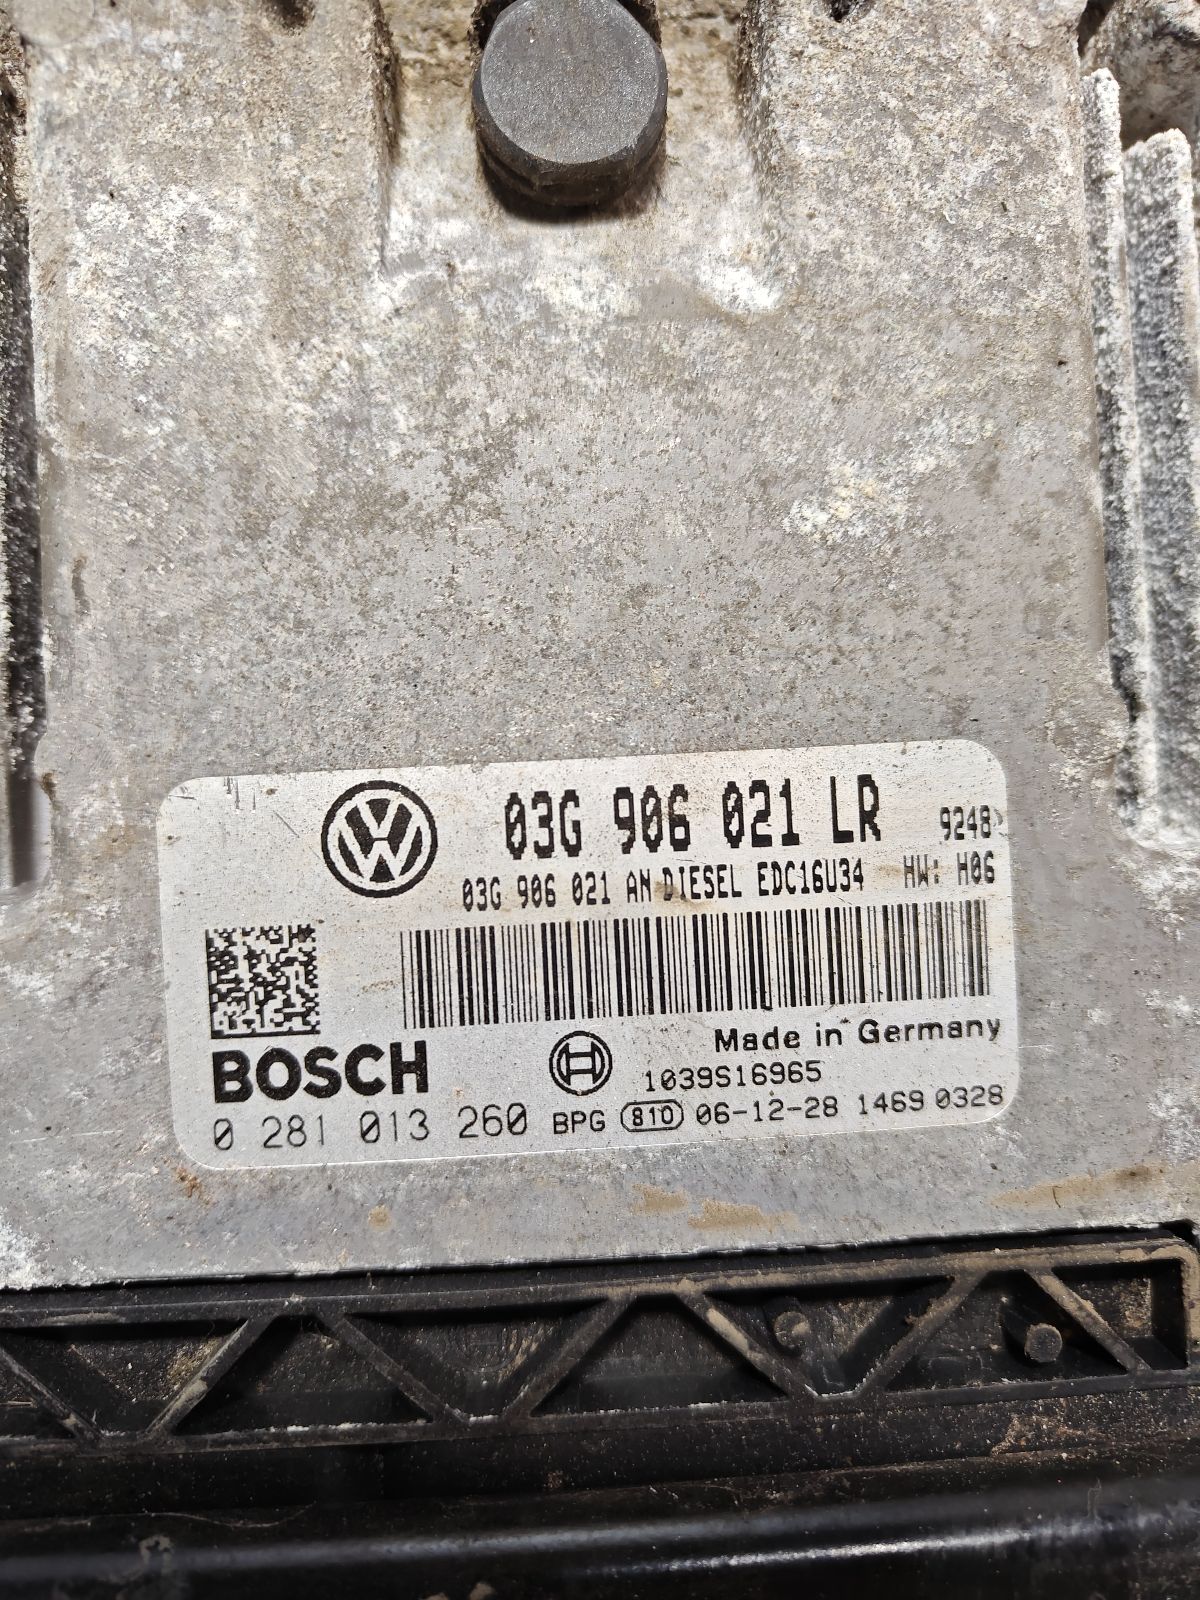 03G 906 021 LR 9248
03G 906 021 AN DIESEL EDC16U34 HW: H06
Made in Germany
BOSCH
1039S16965
0 281 013 260 BPG 810 06-12-28 1469 0328